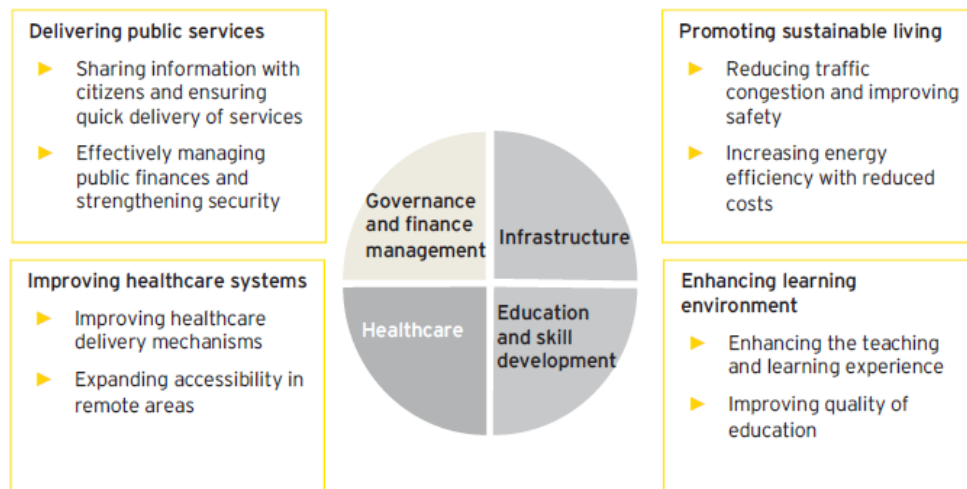 Delivering public services
Sharing information with
citizens and ensuring
quick delivery of services
Effectively managing
public finances and
strengthening security
Promoting sustainable living
Reducing traffic
congestion and improving
safety
Increasing energy
efficiency with reduced
costs
Governance
and finance
management
Infrastructure
Healthcare
Education
and skill
development
Improving healthcare systems
Improving healthcare
delivery mechanisms
Expanding accessibility in
remote areas
Enhancing learning
environment
Enhancing the teaching
and learning experience
Improving quality of
education